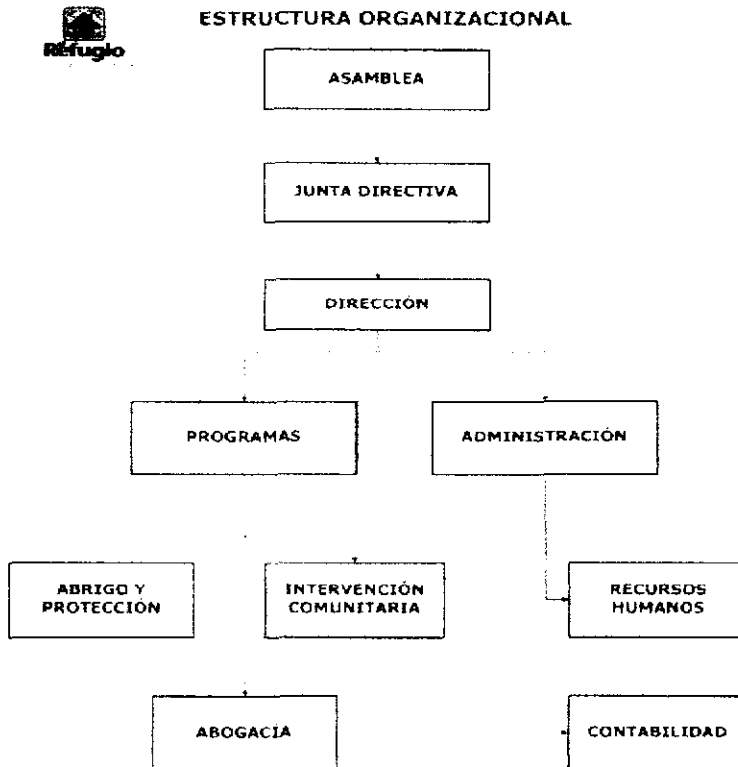 ESTRUCTURA ORGANIZACIONAL
Refugio
ASAMBLEA
JUNTA DIRECTIVA
DIRECCIÓN
PROGRAMAS
ADMINISTRACIÓN
ABRIGO Y
PROTECCIÓN
INTERVENCIÓN
COMUNITARIA
RECURSOS
HUMANOS
ABOGACÍA
CONTABILIDAD